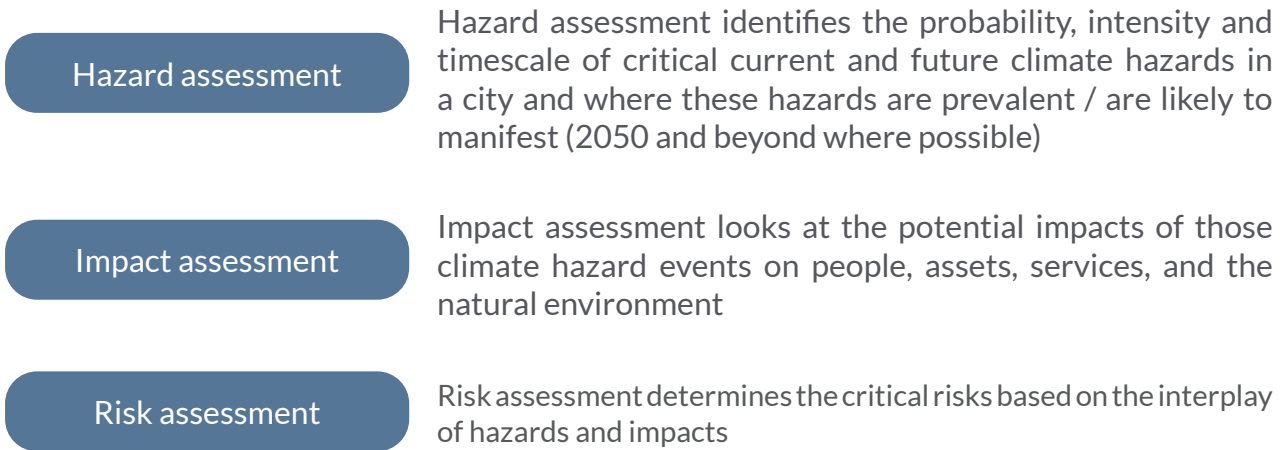 Hazard assessment
Hazard assessment identifies the probability, intensity and
timescale of critical current and future climate hazards in
a city and where these hazards are prevalent / are likely to
manifest (2050 and beyond where possible)
Impact assessment
Impact assessment looks at the potential impacts of those
climate hazard events on people, assets, services, and the
natural environment
Risk assessment
Risk assessment determines the critical risks based on the interplay
of hazards and impacts